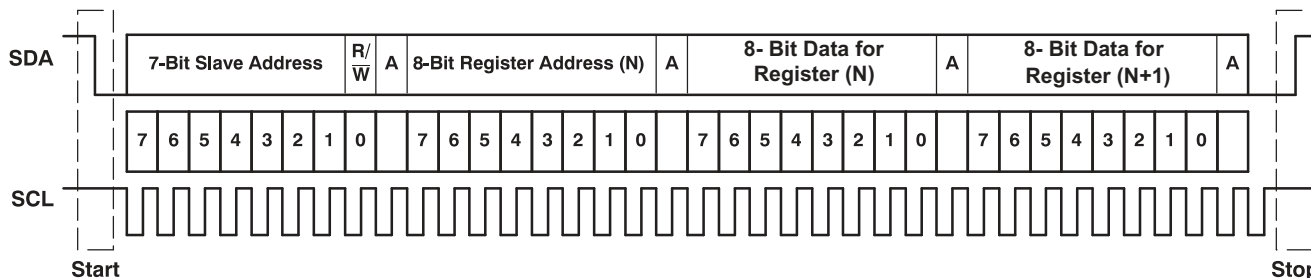 SDA
7-Bit Slave Address
R/
W
A
8-Bit Register Address (N)
A
8- Bit Data for
Register (N)
A
8- Bit Data for
Register (N+1)
A
7 6 5 4 3 2 1 0 7 6 5 4 3 2 1 0 7 6 5 4 3 2 1 0 7 6 5 4 3 2 1 0
SCL
Start
Stop